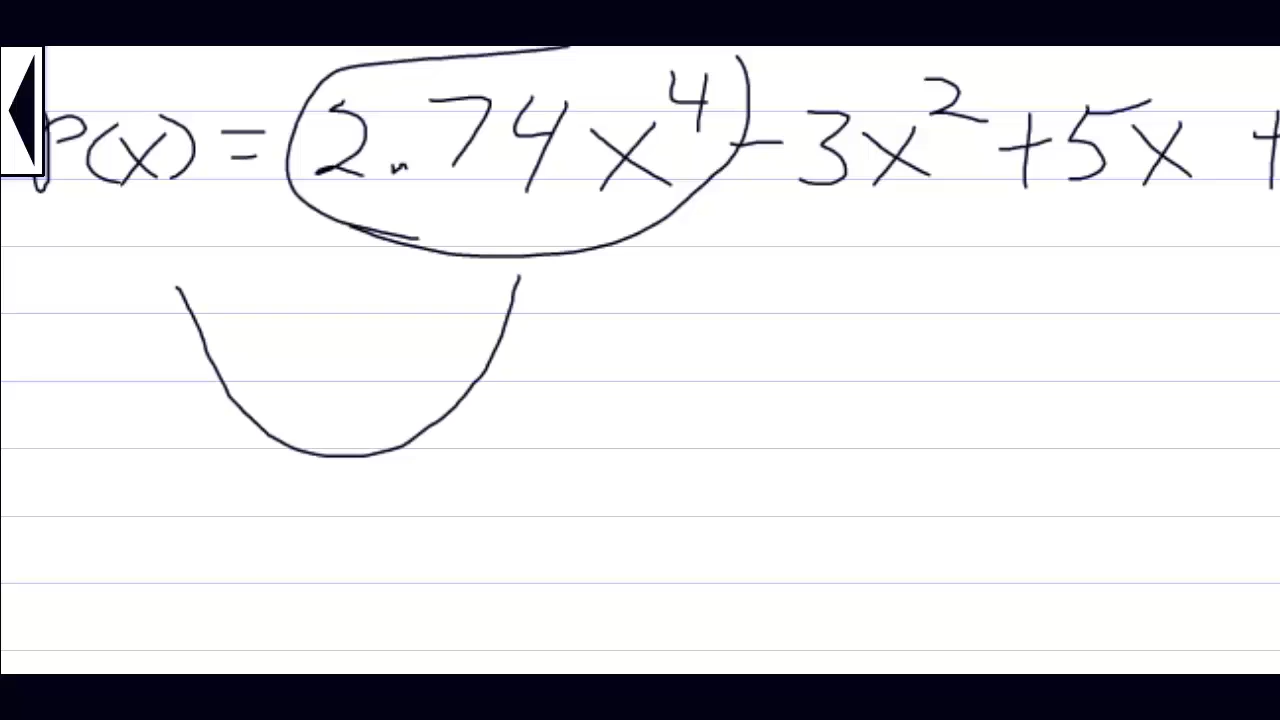 P(x) = 2.74x⁴ - 3x² + 5x +